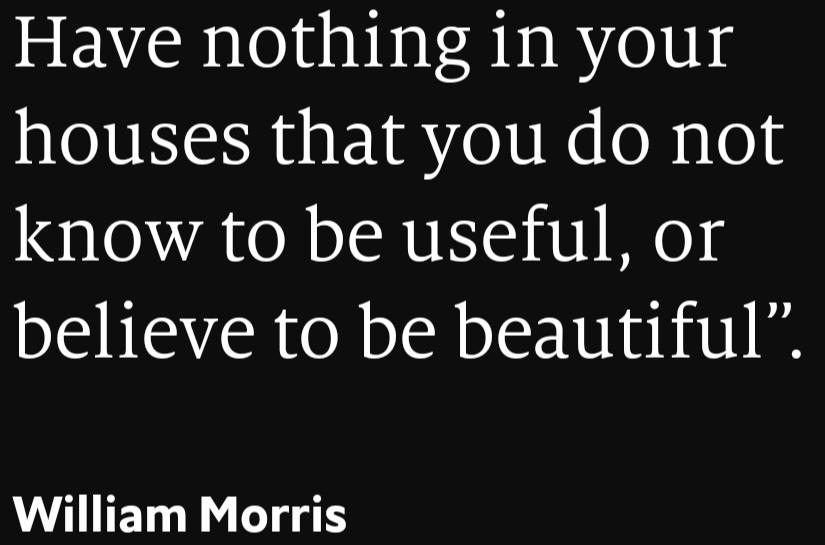 Have nothing in your
houses that you do not
know to be useful, or
believe to be beautiful”.
William Morris